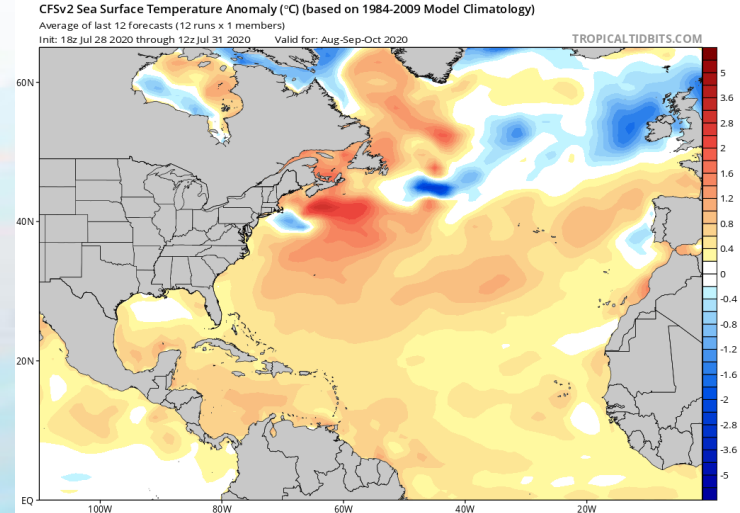 CFSv2 Sea Surface Temperature Anomaly (°C) (based on 1984-2009 Model Climatology)
Average of last 12 forecasts (12 runs x 1 members)
Init: 18z Jul 28 2020 through 12z Jul 31 2020 Valid for: Aug-Sep-Oct 2020 TROPICALTIDBITS.COM
60N
40N
20N
EQ
100W 80W 60W 40W 20W
5
3.6
2.8
2
1.6
1.2
0.8
0.4
0
-0.4
-0.8
-1.2
-1.6
-2
-2.8
-3.6
-5